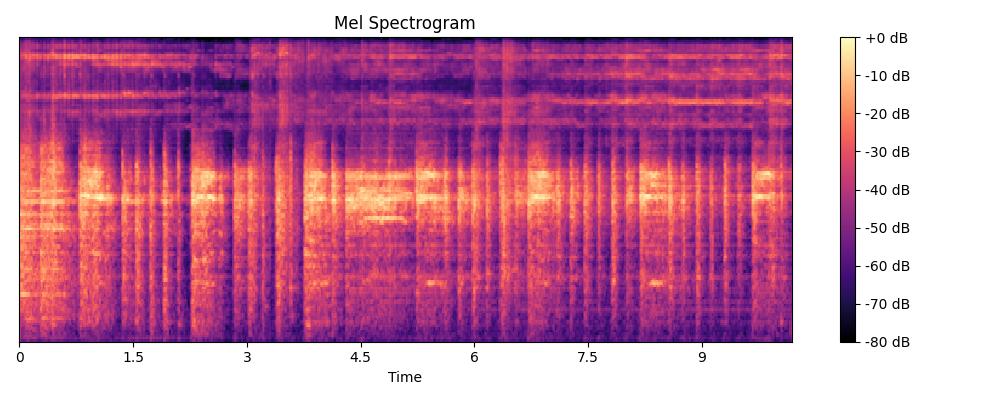 Mel Spectrogram
+0 dB
-10 dB
-20 dB
-30 dB
-40 dB
-50 dB
-60 dB
-70 dB
-80 dB
0 1.5 3 4.5 6 7.5 9
Time